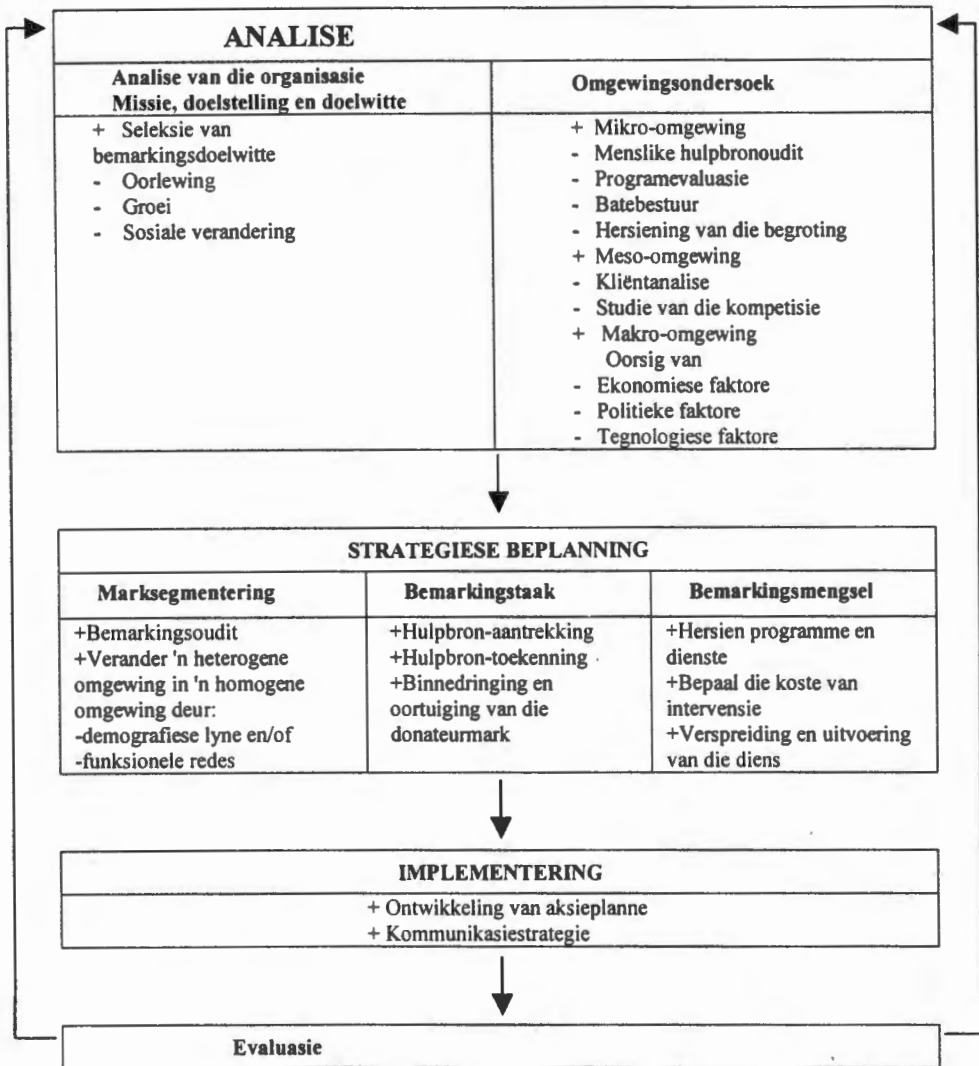 ANALISE
Analise van die organisasie
Missie, doelstelling en doelwitte
+ Seleksie van
bemarkingsdoelwitte
- Oorlewing
- Groei
- Sosiale verandering
Omgewingsondersoek
+ Mikro-omgewing
- Menslike hulpbronoudit
- Programevaluasie
- Batebestuur
- Hersiening van die begroting
+ Meso-omgewing
- Kliëntanalise
- Studie van die kompetisie
+ Makro-omgewing
Oorsig van
- Ekonomiese faktore
- Politieke faktore
- Tegnologiese faktore
STRATEGIESE BEPLANNING
Marksegmentering
+Bemarkingsoudit
+Verander 'n heterogene
omgewing in 'n homogene
omgewing deur:
-demografiese lyne en/of
-funksionele redes
Bemarkingstaak
+Hulpbron-aantrekking
+Hulpbron-toekenning
+Binnedringing en
oortuiging van die
donateurmark
Bemarkingsmengsel
+Hersien programme en
dienste
+Bepaal die koste van
intervensie
+Verspreiding en uitvoering
van die diens
IMPLEMENTERING
+ Ontwikkeling van aksieplanne
+ Kommunikasiestrategie
Evaluasie